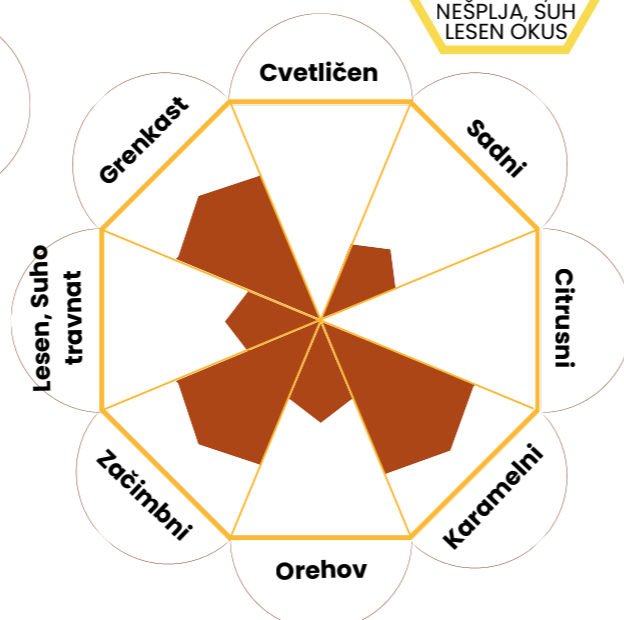 NEŠPLJA, SUH
LESEN OKUS
Cvetličen
Sadni
Citrusni
Karamelni
Orehov
Začimbni
Lesen, Suho
travnat
Grenkast